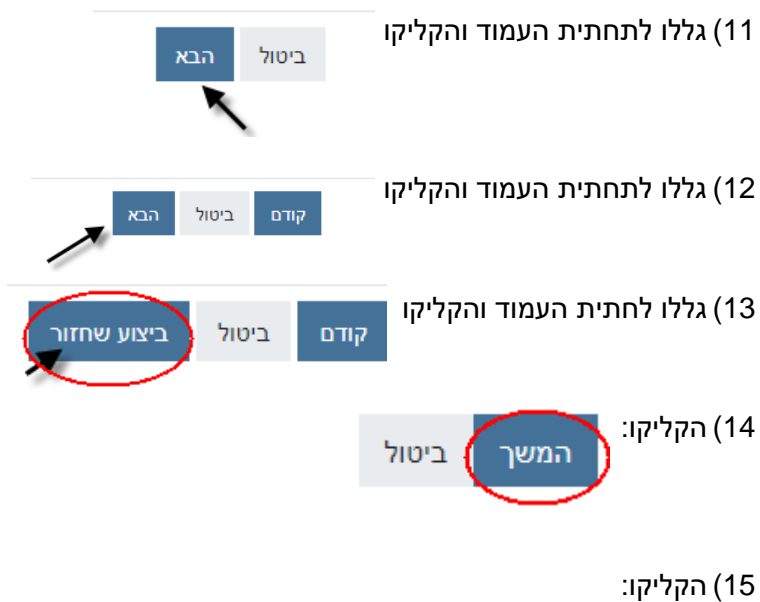 11) גללו לתחתית העמוד והקליקו
ביטול הבא
12) גללו לתחתית העמוד והקליקו
קודם ביטול הבא
13) גללו לחתית העמוד והקליקו
קודם ביטול ביצוע שחזור
14) הקליקו:
המשך ביטול
15) הקליקו: